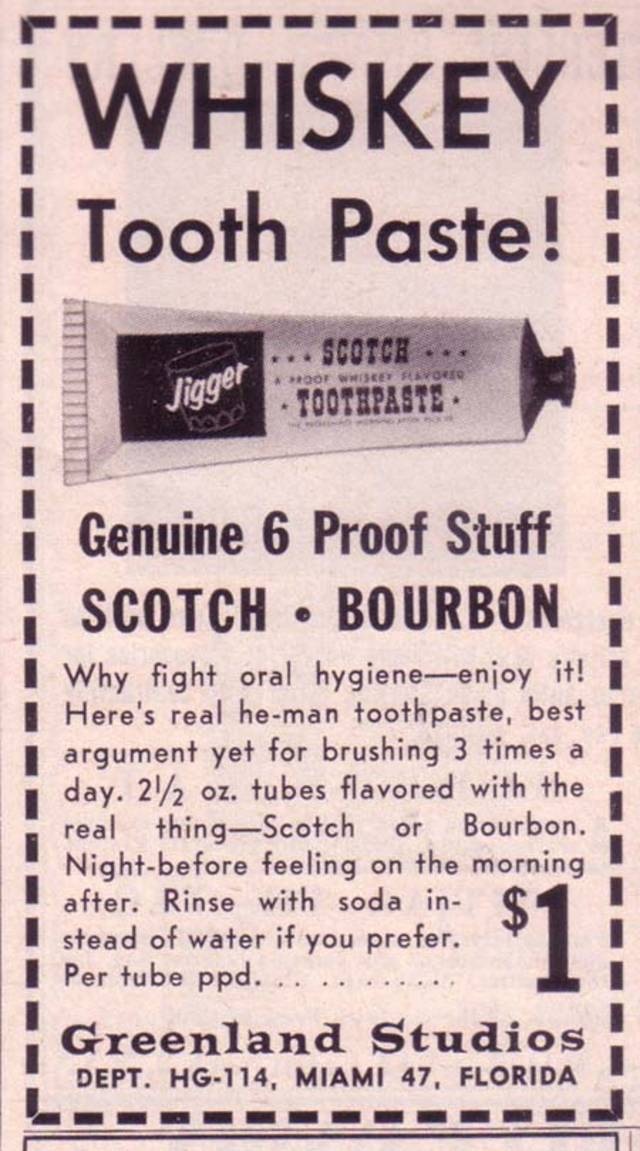 WHISKEY
Tooth Paste!
Jigger
SCOTCH
PROOF WHISKEY FLAVORED
TOOTHPASTE
Genuine 6 Proof Stuff
SCOTCH • BOURBON
Why fight oral hygiene—enjoy it!
Here's real he-man toothpaste, best
argument yet for brushing 3 times a
day. 2½ oz. tubes flavored with the
real thing—Scotch or Bourbon.
Night-before feeling on the morning
after. Rinse with soda in-
stead of water if you prefer.
Per tube ppd. . . . . . . . . . . .
$1
Greenland Studios
DEPT. HG-114, MIAMI 47, FLORIDA